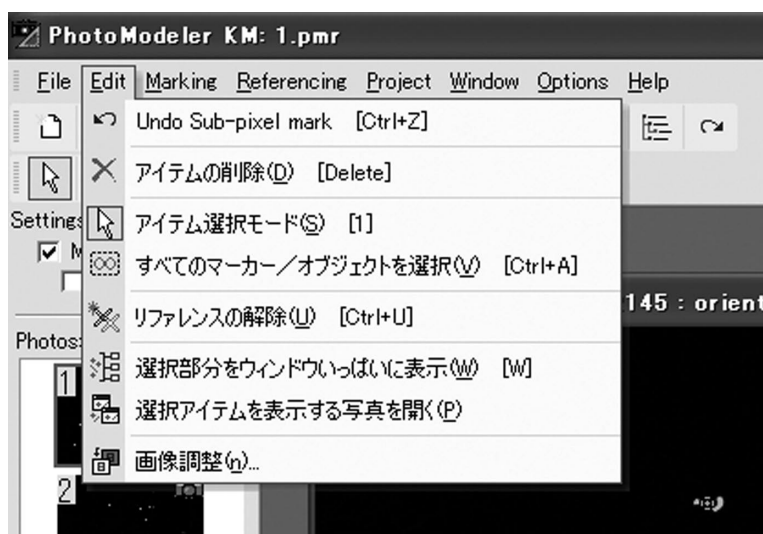 PhotoModeler KM: 1.pmr
File Edit Marking Referencing Project Window Options Help
Undo Sub-pixel mark [Ctrl+Z]
アイテムの削除(D) [Delete]
Settings
アイテム選択モード(S) [1]
M
すべてのマーカー／オブジェクトを選択(V) [Ctrl+A]
145 : orient
リファレンスの解除(U) [Ctrl+U]
Photos:
選択部分をウィンドウいっぱいに表示(W) [W]
1
選択アイテムを表示する写真を開く(P)
画像調整(n)...
2